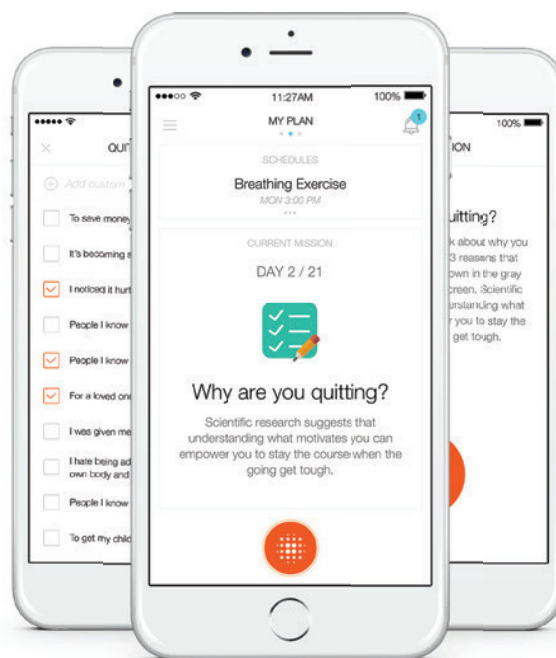 11:27AM
100%
MY PLAN
1
SCHEDULES
Breathing Exercise
MON 3:00 PM
CURRENT MISSION
DAY 2 / 21
Why are you quitting?
Scientific research suggests that
understanding what motivates you can
empower you to stay the course when the
going get tough.
QUIT
Add custom
To save money
It's becoming
I noticed it hurt
People I know
People I know
For a loved one
I was given me
I hate being ad
own body and
People I know
To get my child
100%
ION
uitting?
k about why you
3 reasons that
own in the gray
creen. Scientific
erstanding what
r you to stay the
get tough.